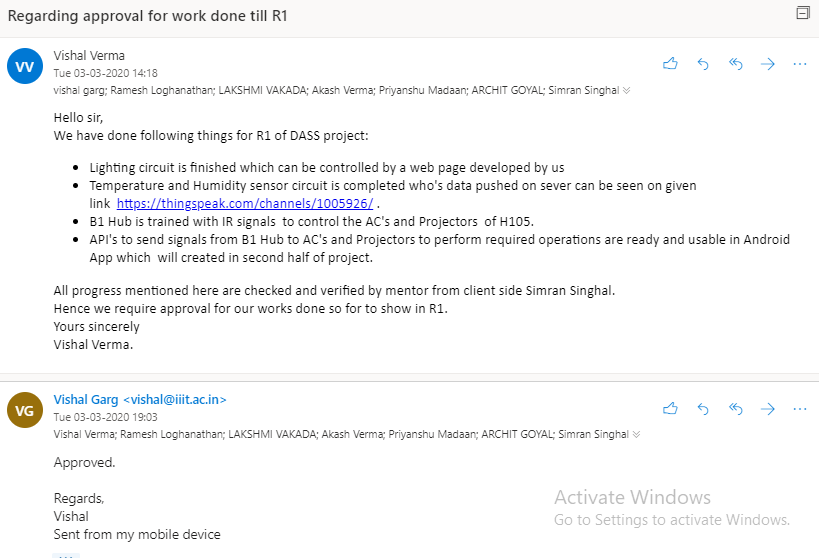 Regarding approval for work done till R1
VV
Vishal Verma
Tue 03-03-2020 14:18
vishal garg; Ramesh Loghanathan; LAKSHMI VAKADA; Akash Verma; Priyanshu Madaan; ARCHIT GOYAL; Simran Singhal
Hello sir,
We have done following things for R1 of DASS project:
• Lighting circuit is finished which can be controlled by a web page developed by us
• Temperature and Humidity sensor circuit is completed who's data pushed on sever can be seen on given
link https://thingspeak.com/channels/1005926/ .
• B1 Hub is trained with IR signals to control the AC's and Projectors of H105.
• API's to send signals from B1 Hub to AC's and Projectors to perform required operations are ready and usable in Android
App which will created in second half of project.
All progress mentioned here are checked and verified by mentor from client side Simran Singhal.
Hence we require approval for our works done so for to show in R1.
Yours sincerely
Vishal Verma.
VG
Vishal Garg <vishal@iiit.ac.in>
Tue 03-03-2020 19:03
Vishal Verma; Ramesh Loghanathan; LAKSHMI VAKADA; Akash Verma; Priyanshu Madaan; ARCHIT GOYAL; Simran Singhal
Approved.
Regards,
Vishal
Sent from my mobile device
Activate Windows
Go to Settings to activate Windows.